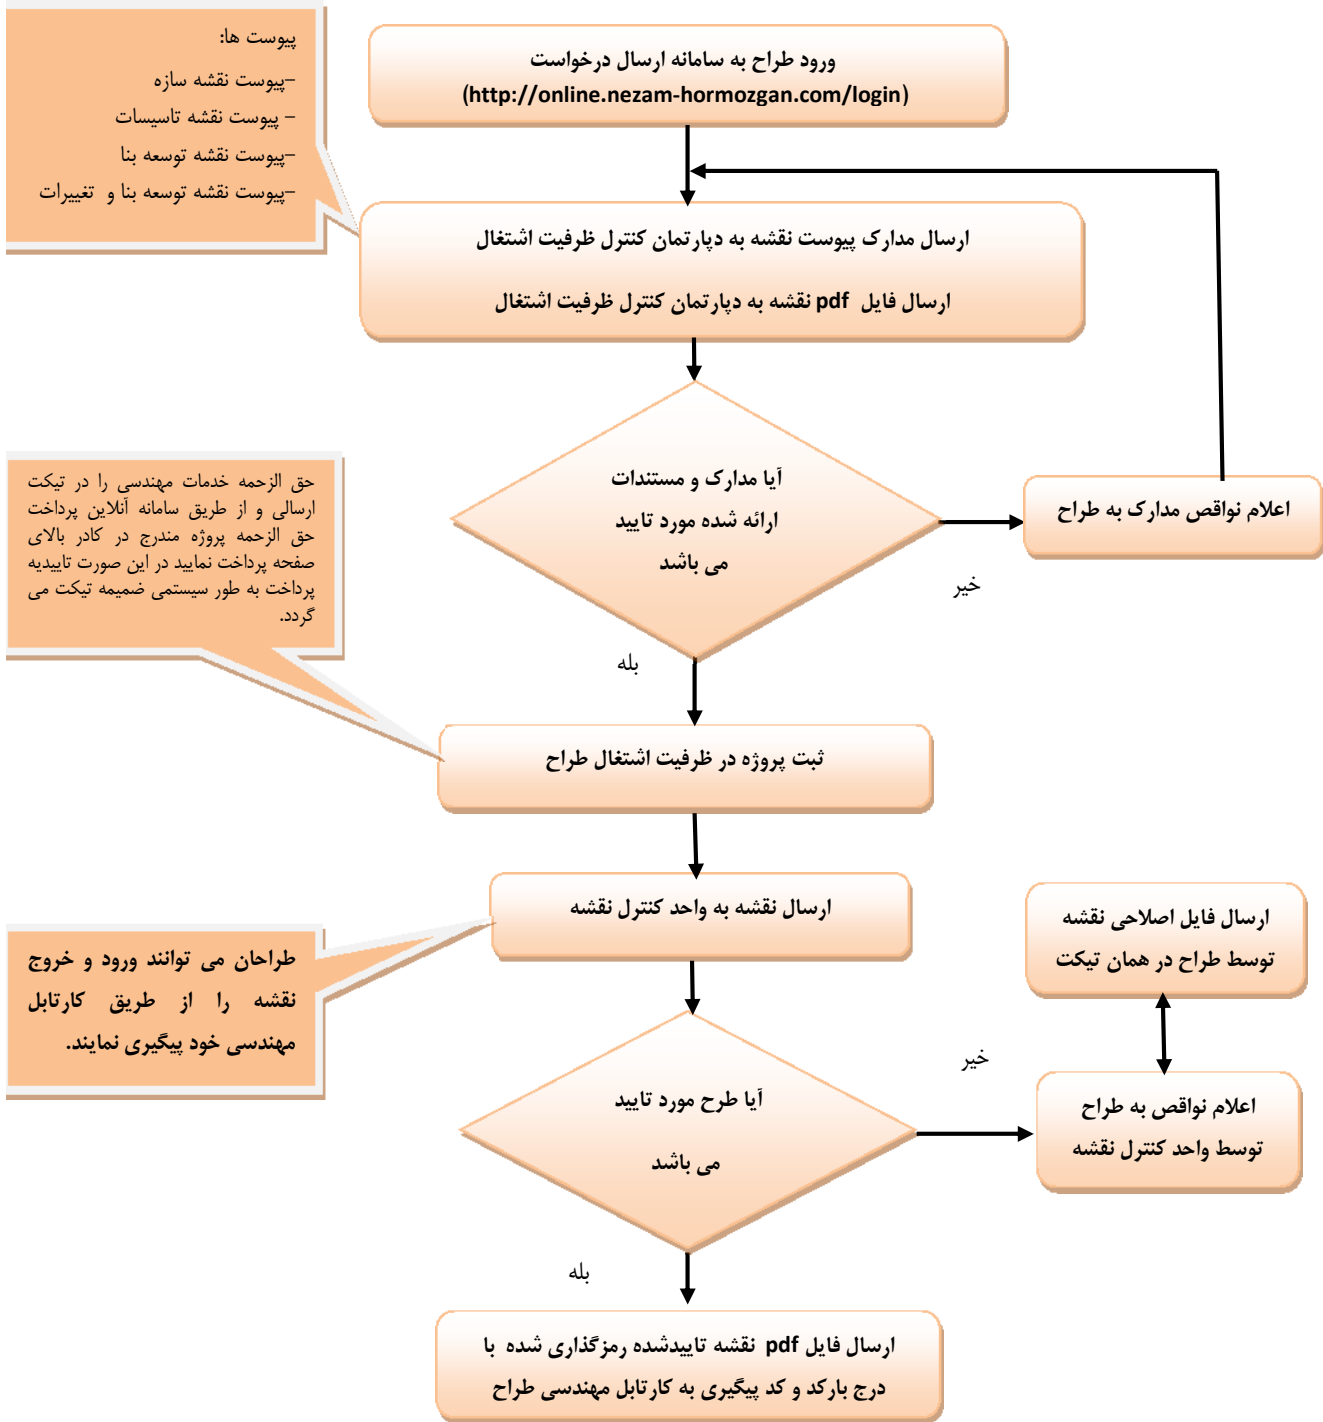 پیوست ها:
-پیوست نقشه سازه
- پیوست نقشه تاسیسات
-پیوست نقشه توسعه بنا
-پیوست نقشه توسعه بنا و تغییرات
ورود طراح به سامانه ارسال درخواست
(http://online.nezam-hormozgan.com/login)
ارسال مدارک پیوست نقشه به دپارتمان کنترل ظرفیت اشتغال
ارسال فایل pdf نقشه به دپارتمان کنترل ظرفیت اشتغال
آیا مدارک و مستندات
ارائه شده مورد تایید
می باشد
خیر
اعلام نواقص مدارک به طراح
بله
حق الزحمه خدمات مهندسی را در تیکت
ارسالی و از طریق سامانه آنلاین پرداخت
حق الزحمه پروژه مندرج در کادر بالای
صفحه پرداخت نمایید در این صورت تاییدیه
پرداخت به طور سیستمی ضمیمه تیکت می
گردد.
ثبت پروژه در ظرفیت اشتغال طراح
ارسال نقشه به واحد کنترل نقشه
طراحان می توانند ورود و خروج
نقشه را از طریق کارتابل
مهندسی خود پیگیری نمایند.
ارسال فایل اصلاحی نقشه
توسط طراح در همان تیکت
آیا طرح مورد تایید
می باشد
خیر
اعلام نواقص به طراح
توسط واحد کنترل نقشه
بله
ارسال فایل pdf نقشه تاییدشده رمزگذاری شده با
درج بارکد و کد پیگیری به کارتابل مهندسی طراح